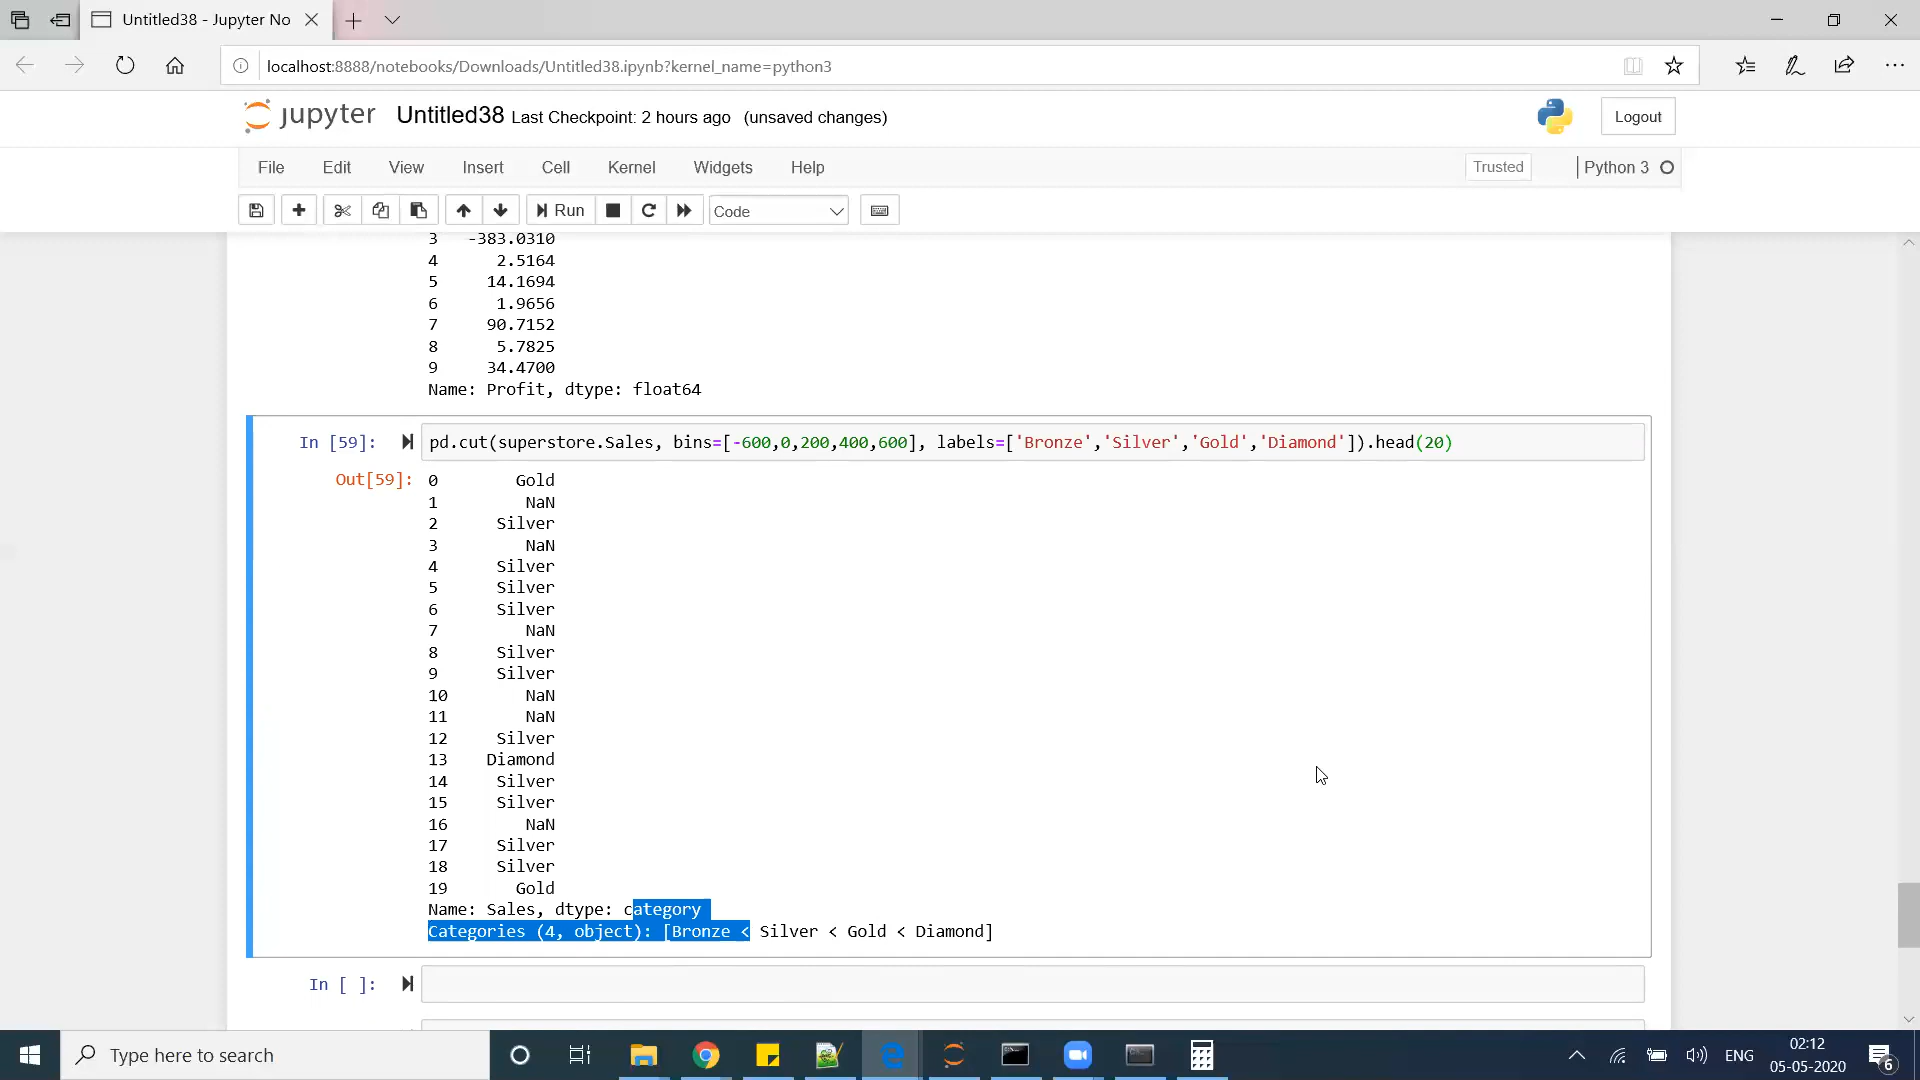 Untitled38 - Jupyter No
localhost:8888/notebooks/Downloads/Untitled38.ipynb?kernel_name=python3
jupyter Untitled38 Last Checkpoint: 2 hours ago (unsaved changes)
Logout
File Edit View Insert Cell Kernel Widgets Help
Trusted
Python 3
Run
Code
3 -383.0310
4 2.5164
5 14.1694
6 1.9656
7 90.7152
8 5.7825
9 34.4700
Name: Profit, dtype: float64
In [59]: pd.cut(superstore.Sales, bins=[-600,0,200,400,600], labels=['Bronze','Silver','Gold','Diamond']).head(20)
Out[59]: 0 Gold
1 NaN
2 Silver
3 NaN
4 Silver
5 Silver
6 Silver
7 NaN
8 Silver
9 Silver
10 NaN
11 NaN
12 Silver
13 Diamond
14 Silver
15 Silver
16 NaN
17 Silver
18 Silver
19 Gold
Name: Sales, dtype: category
Categories (4, object): [Bronze < Silver < Gold < Diamond]
In [ ]:
Type here to search
ENG
02:12
05-05-2020
6